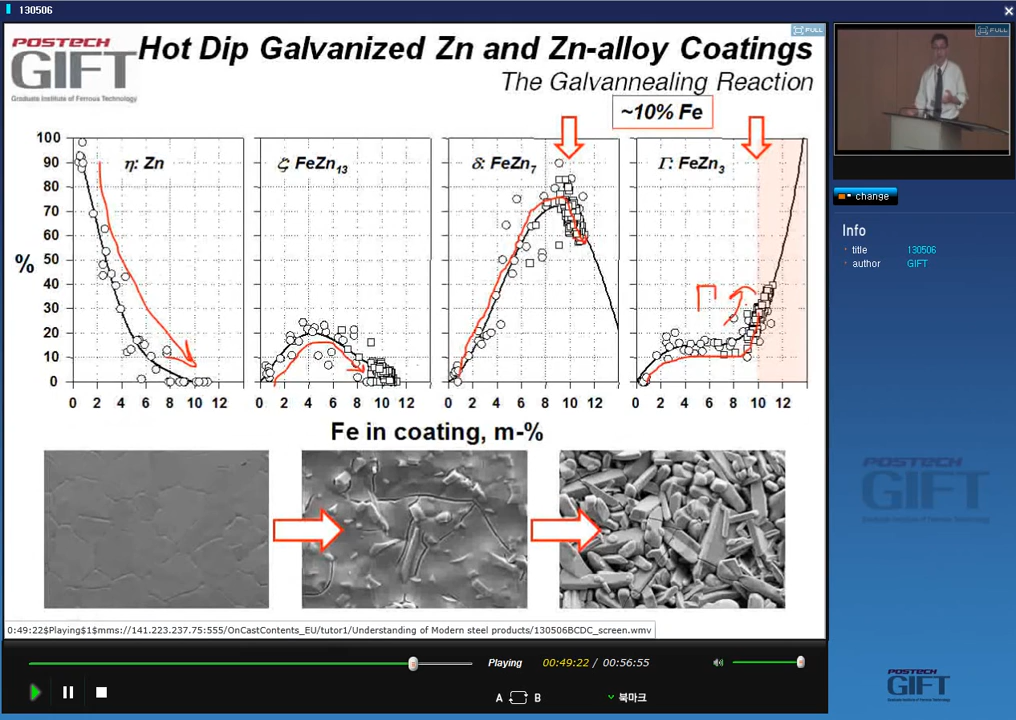 130506
POSTECH
GIFT
Graduate Institute of Ferrous Technology
Hot Dip Galvanized Zn and Zn-alloy Coatings
The Galvannealing Reaction
FULL
FULL
~10% Fe
100
90
80
70
60
50
40
30
20
10
0
%
η: Zn
ζ: FeZn13
δ: FeZn7
Γ: FeZn3
Γ
0 2 4 6 8 10 12
0 2 4 6 8 10 12
0 2 4 6 8 10 12
0 2 4 6 8 10 12
Fe in coating, m-%
0:49:22$Playing$1$mms://141.223.237.75:555/OnCastContents_EU/tutor1/Understanding of Modern steel products/130506BCDC_screen.wmv
Playing
00:49:22 / 00:56:55
A B
북마크
change
Info
title 130506
author GIFT
POSTECH
GIFT
POSTECH
GIFT